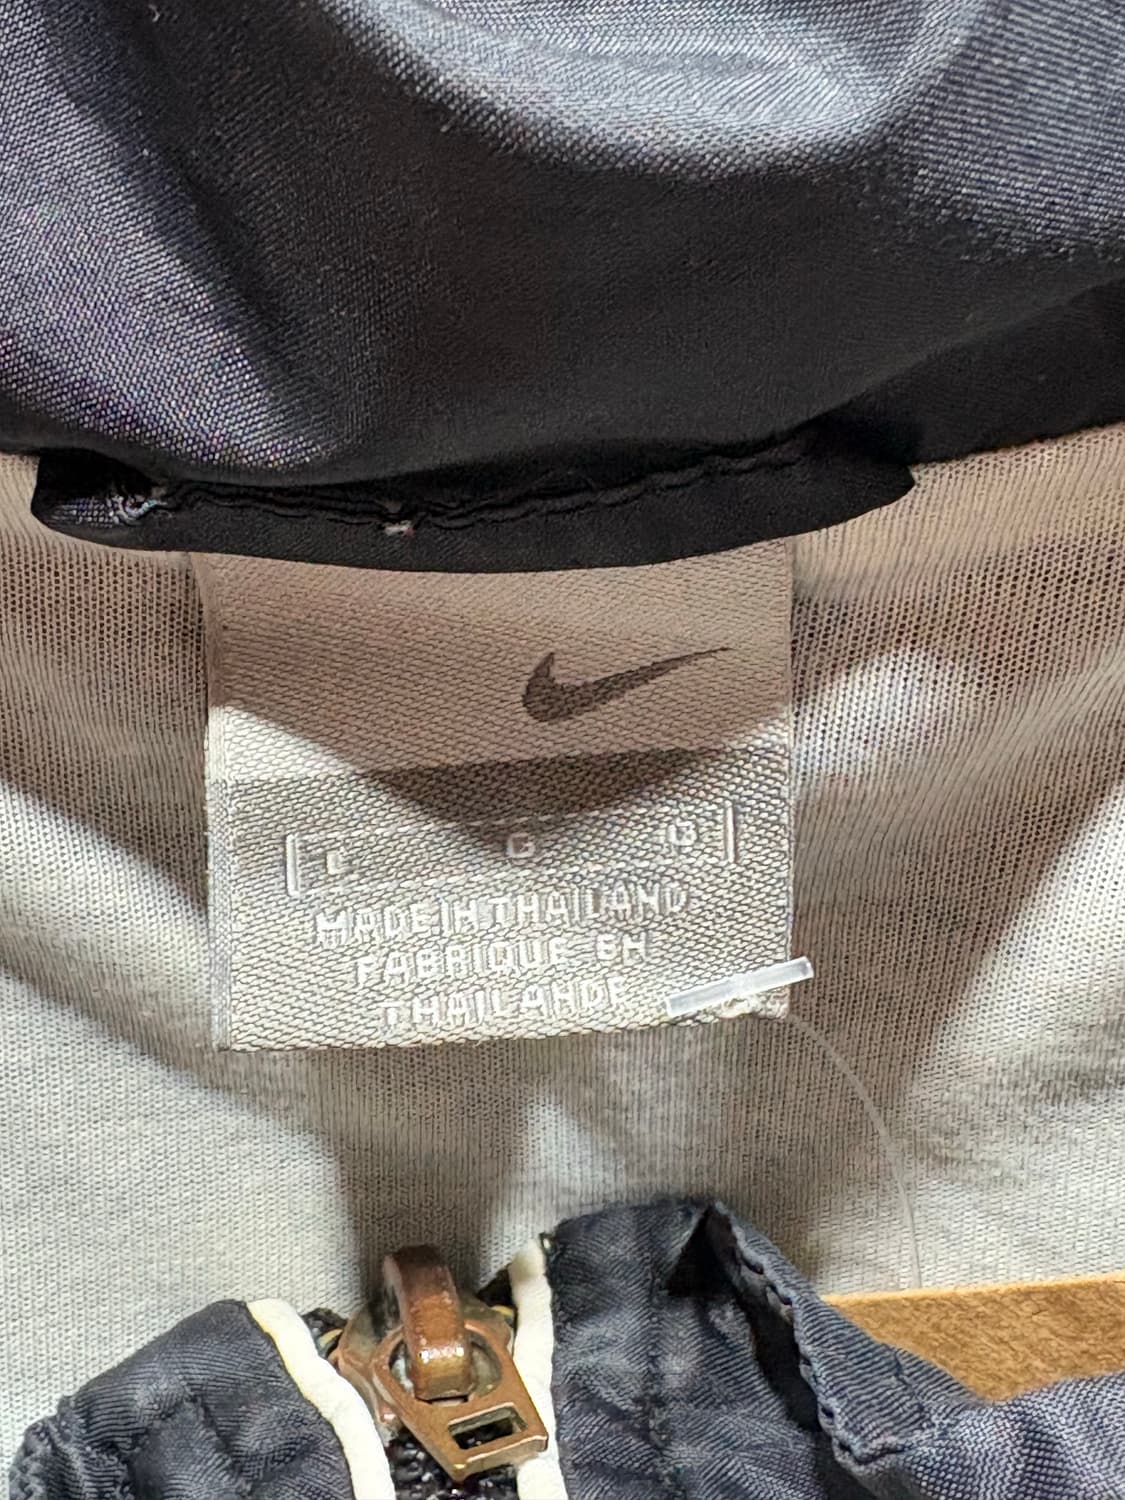 L G G
MADE IN THAILAND
FABRIQUE EN
THAILANDE